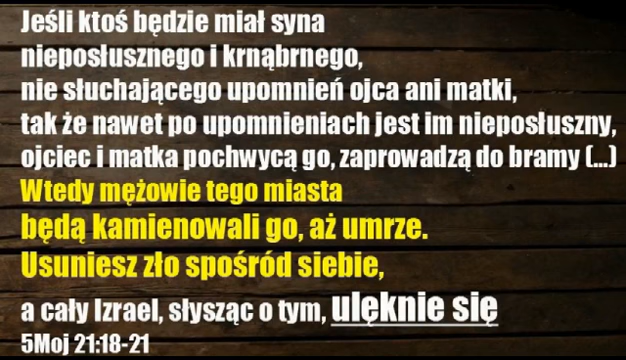 Jeśli ktoś będzie miał syna
nieposłusznego i krnąbrnego,
nie słuchającego upomnień ojca ani matki,
tak że nawet po upomnieniach jest im nieposłuszny,
ojciec i matka pochwycą go, zaprowadzą do bramy (...)
Wtedy mężowie tego miasta
będą kamienowali go, aż umrze.
Usuniesz zło spośród siebie,
a cały Izrael, słysząc o tym, ulęknie się
5Moj 21:18-21